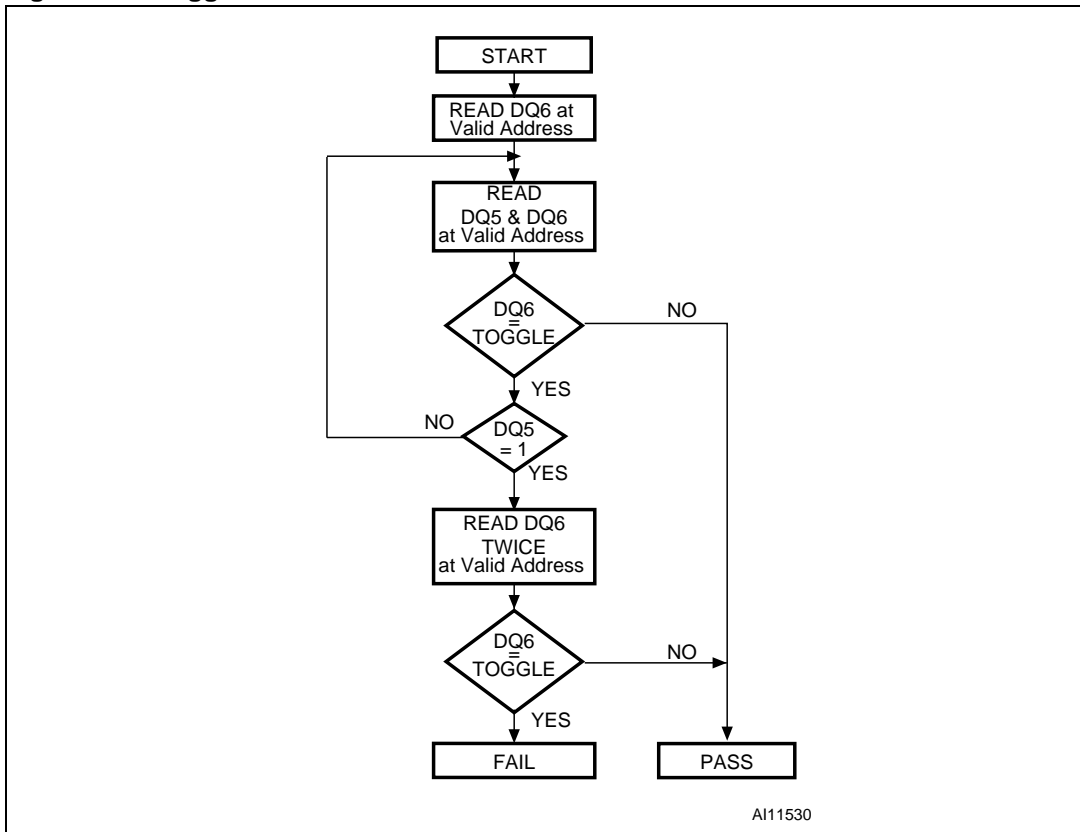 START
READ DQ6 at
Valid Address
READ
DQ5 & DQ6
at Valid Address
DQ6
=
TOGGLE
NO
YES
NO
DQ5
= 1
YES
READ DQ6
TWICE
at Valid Address
DQ6
=
TOGGLE
NO
YES
FAIL
PASS
AI11530